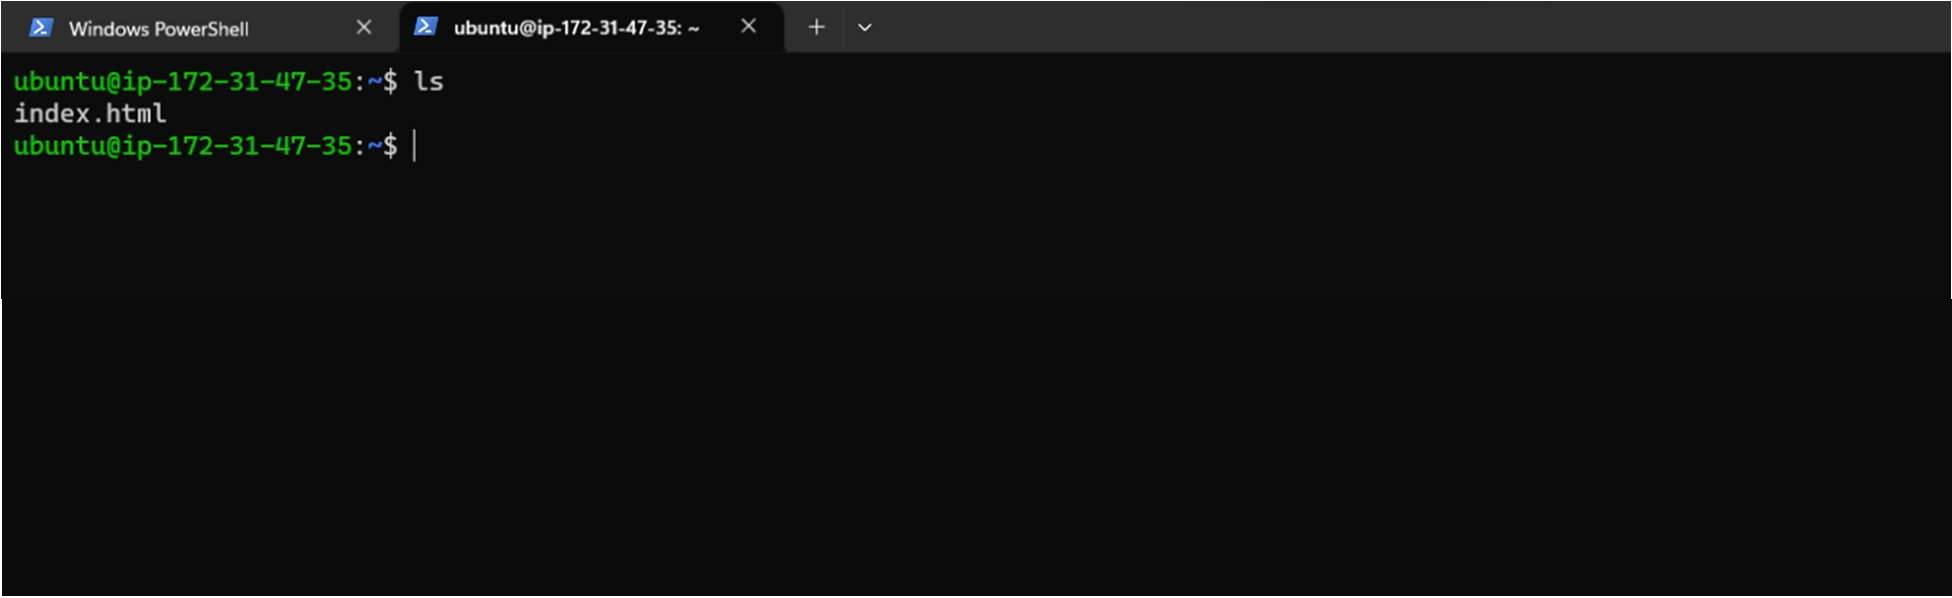 Windows PowerShell
ubuntu@ip-172-31-47-35: ~
ubuntu@ip-172-31-47-35:~$ ls
index.html
ubuntu@ip-172-31-47-35:~$